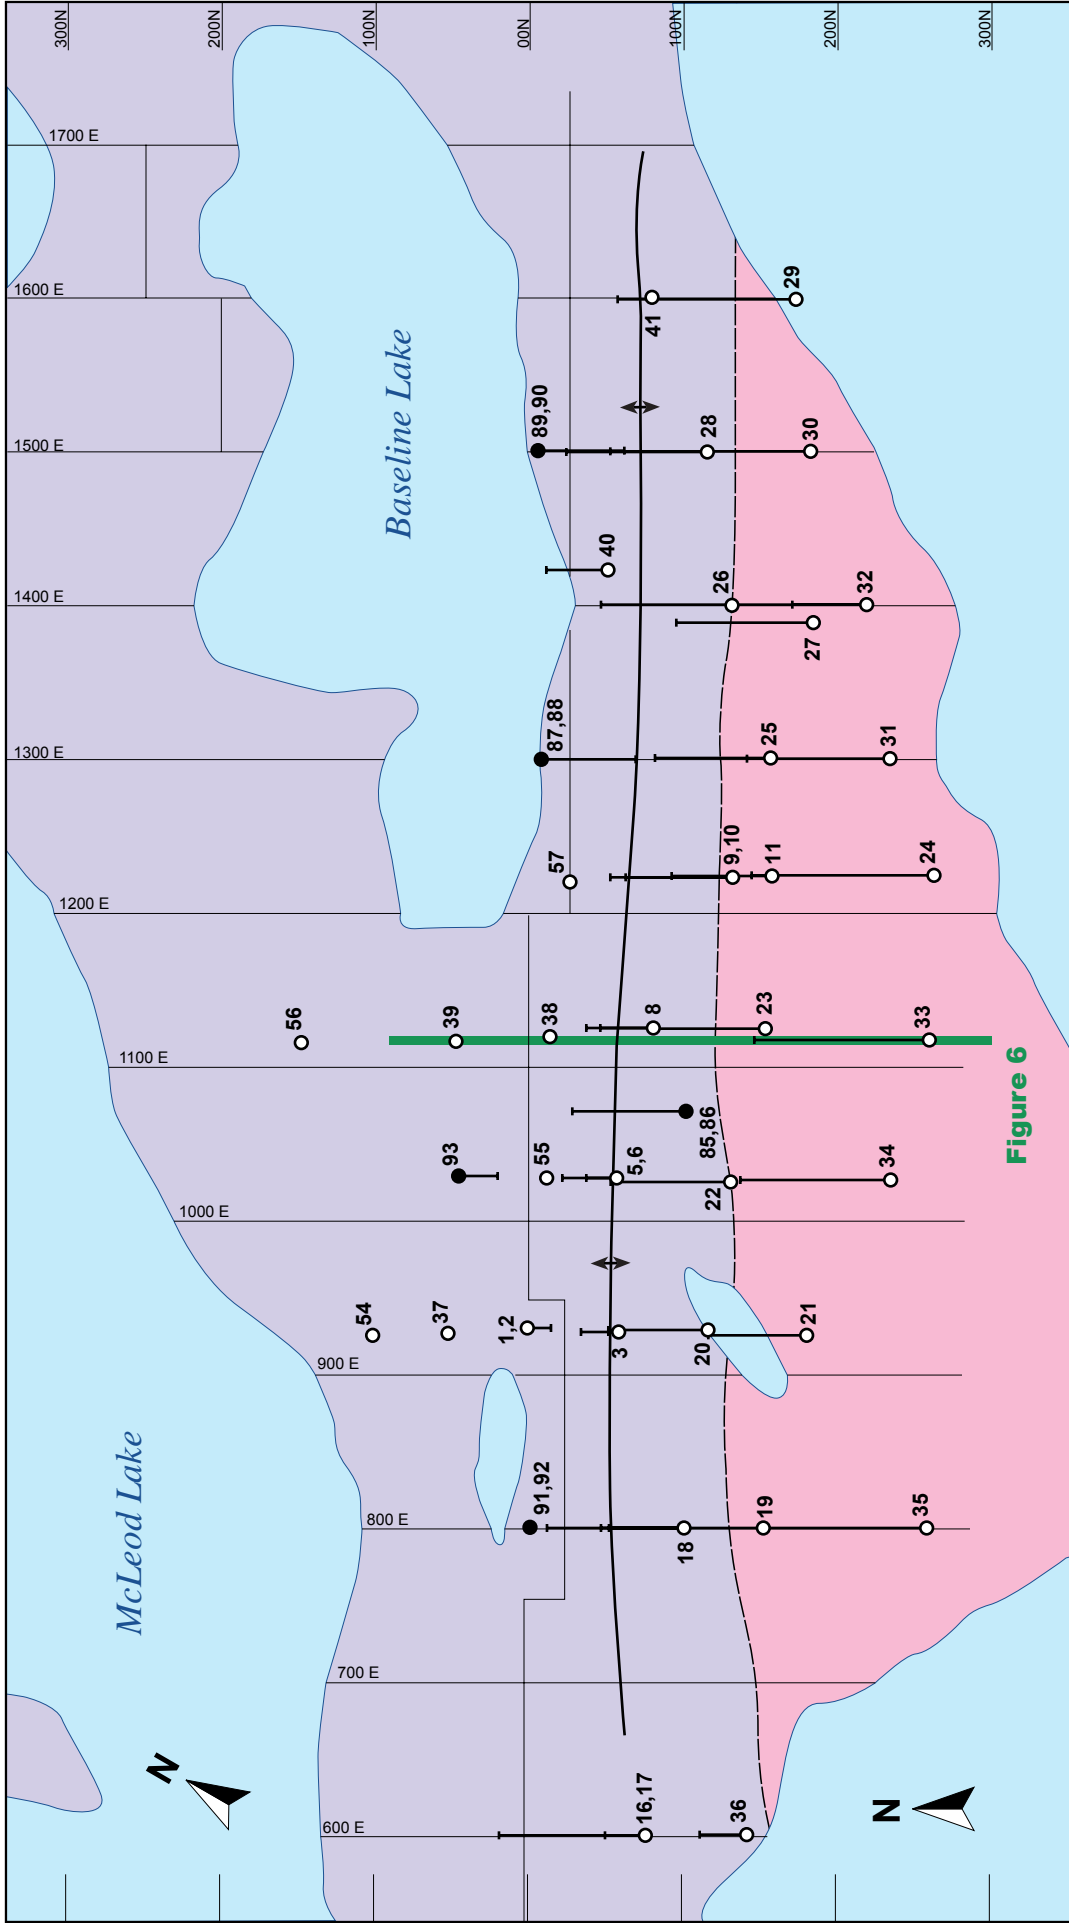 300N
200N
100N
00N
100N
200N
300N
1700 E
1600 E
1500 E
1400 E
1300 E
1200 E
1100 E
1000 E
900 E
800 E
700 E
600 E
Baseline Lake
McLeod Lake
29
41
89,90
28
30
40
26
32
27
87,88
25
31
57
9,10
11
24
56
39
38
8
23
33
Figure 6
93
55
5,6
85,86
22
34
54
37
1,2
3
20
21
91,92
18
19
35
16,17
36
N
N